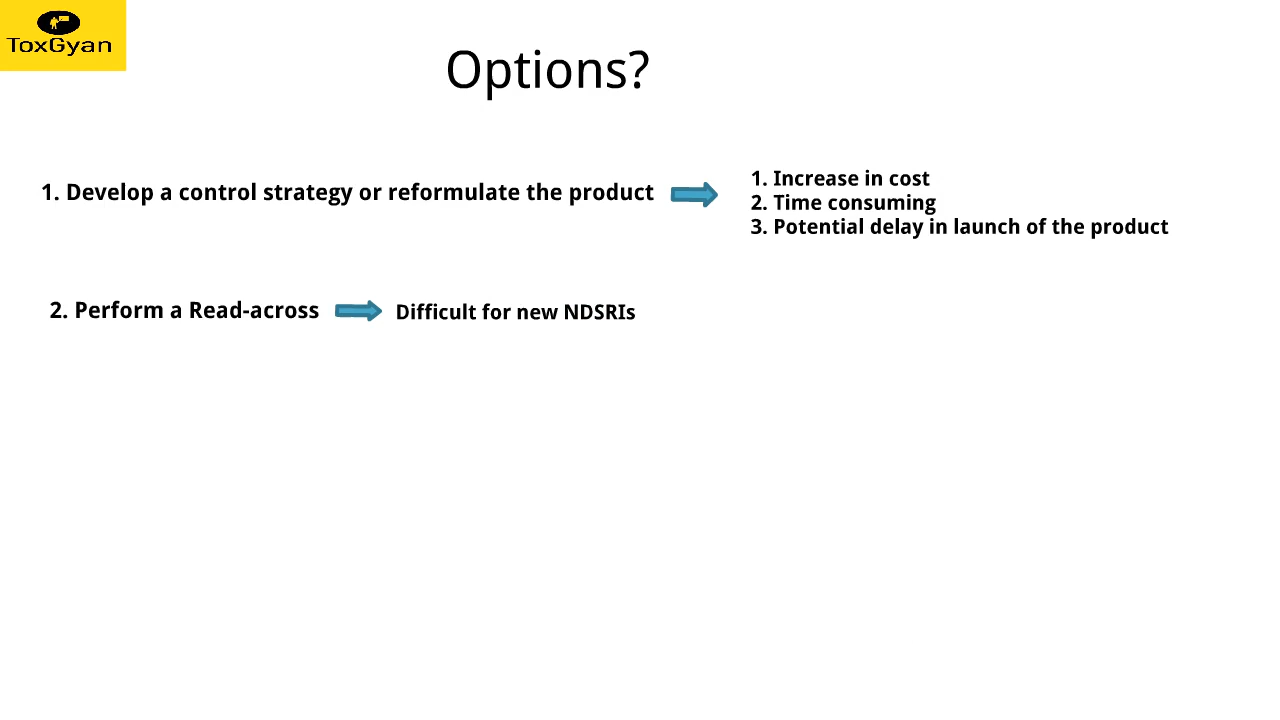 ToxGyan
Options?
1. Develop a control strategy or reformulate the product
1. Increase in cost
2. Time consuming
3. Potential delay in launch of the product
2. Perform a Read-across
Difficult for new NDSRIs